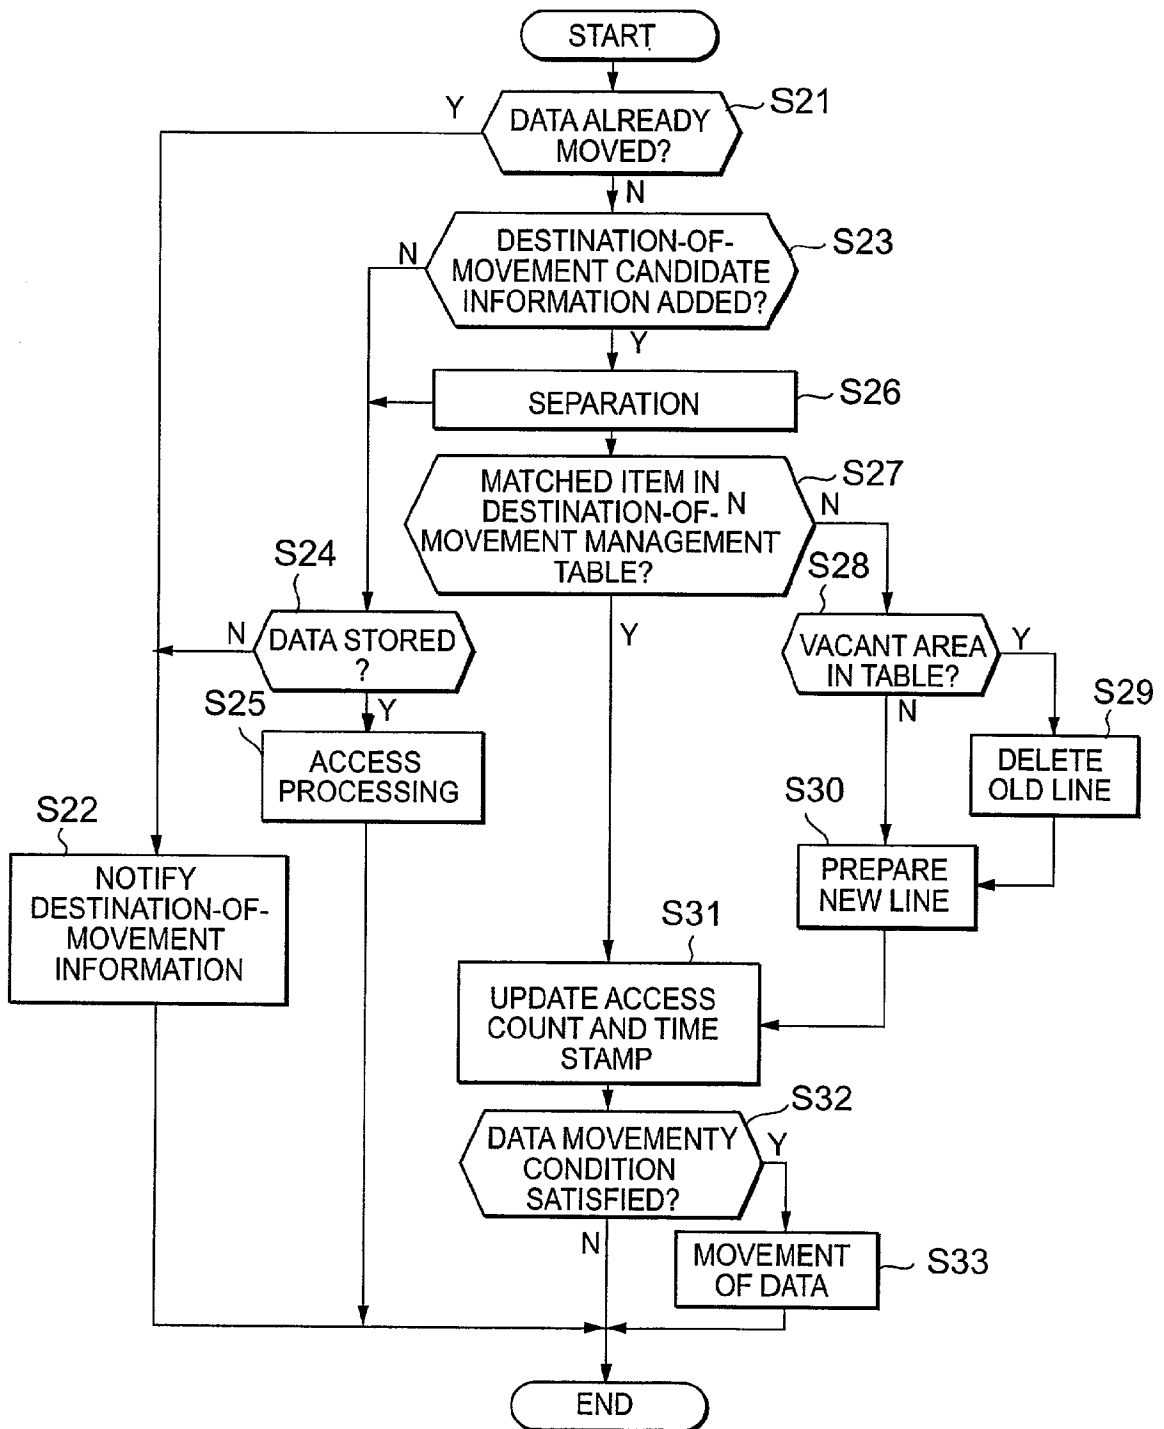 START
Y
S21
DATA ALREADY
MOVED?
N
S23
DESTINATION-OF-
MOVEMENT CANDIDATE
INFORMATION ADDED?
N
Y
SEPARATION
S26
MATCHED ITEM IN
DESTINATION-OF-
MOVEMENT MANAGEMENT
TABLE?
N
S27
N
S24
DATA STORED
?
N
Y
S28
VACANT AREA
IN TABLE?
Y
Y
N
S25
ACCESS
PROCESSING
S29
DELETE
OLD LINE
S22
NOTIFY
DESTINATION-OF-
MOVEMENT
INFORMATION
S30
PREPARE
NEW LINE
S31
UPDATE ACCESS
COUNT AND TIME
STAMP
S32
DATA MOVEMENTY
CONDITION
SATISFIED?
Y
N
MOVEMENT
OF DATA
S33
END